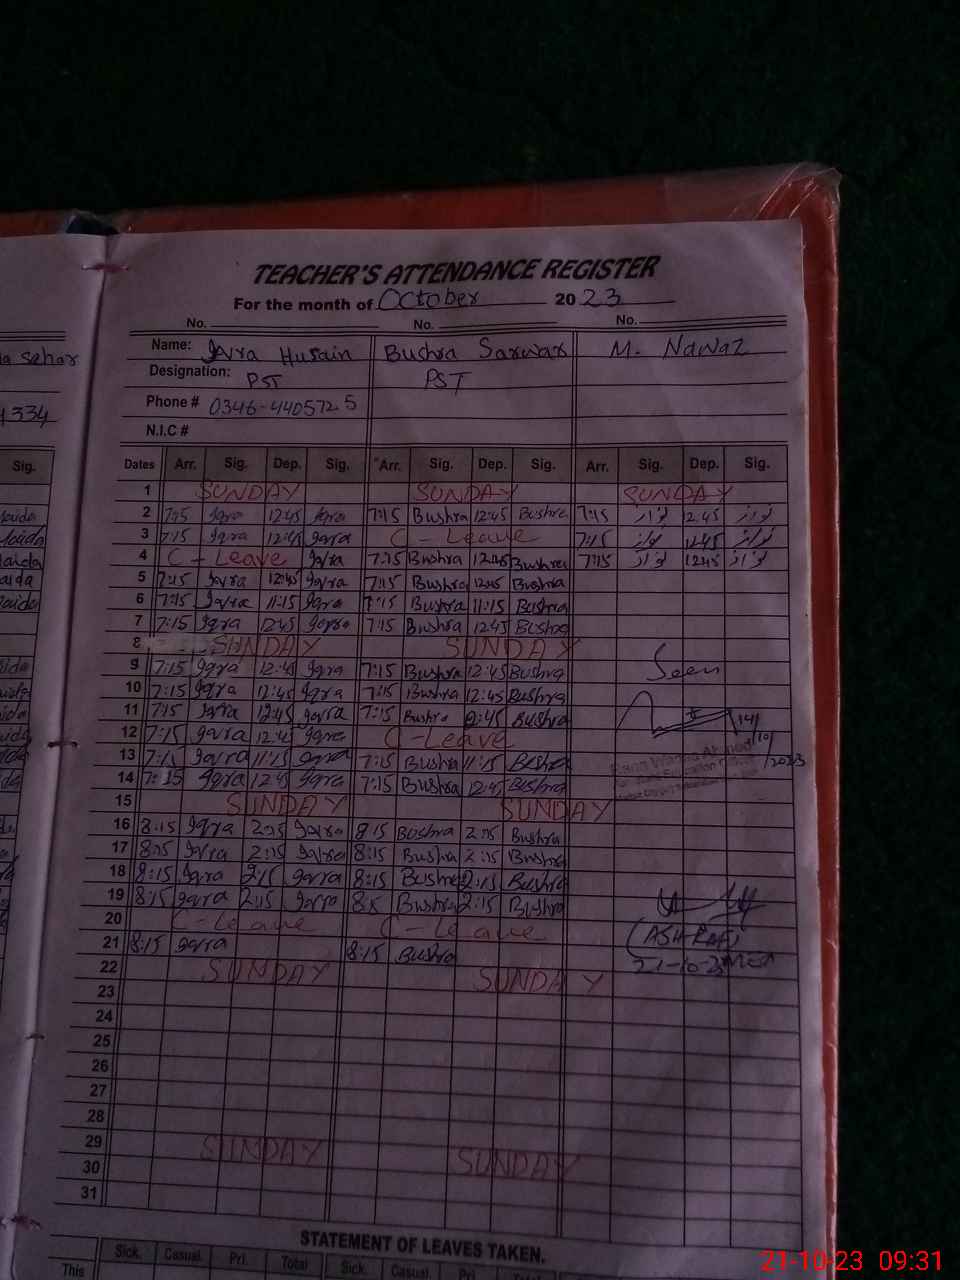 TEACHER'S ATTENDANCE REGISTER
For the month of October 2023
No. No. No.
Name: Iqra Husain Bushra Sarwar M. Nawaz
Designation: PST PST
Phone # 0346-4405725
N.I.C #
Dates Arr. Sig. Dep. Sig. Arr. Sig. Dep. Sig. Arr. Sig. Dep. Sig.
1 SUNDAY SUNDAY SUNDAY
2 7:15 Iqra 12:45 Iqra 7:15 Bushra 12:45 Bushra 7:15 نواز 12:45 نواز
3 7:15 Iqra 12:45 Iqra C - Leave 7:15 نواز 12:45 نواز
4 C - Leave Iqra 7:15 Bushra 12:45 Bushra 7:15 نواز 12:45 نواز
5 7:15 Iqra 12:45 Iqra 7:15 Bushra 12:45 Bushra
6 7:15 Iqra 11:15 Iqra 7:15 Bushra 11:15 Bushra
7 7:15 Iqra 12:45 Iqra 7:15 Bushra 12:45 Bushra
8 SUNDAY SUNDAY
9 7:15 Iqra 12:45 Iqra 7:15 Bushra 12:45 Bushra Seen
10 7:15 Iqra 12:45 Iqra 7:15 Bushra 12:45 Bushra
11 7:15 Iqra 12:45 Iqra 7:15 Bushra 12:45 Bushra 14/10/2023
12 7:15 Iqra 12:45 Iqra C - Leave
13 7:15 Iqra 11:15 Iqra 7:15 Bushra 11:15 Bushra
14 7:15 Iqra 12:45 Iqra 7:15 Bushra 12:45 Bushra
15 SUNDAY SUNDAY
16 8:15 Iqra 2:15 Iqra 8:15 Bushra 2:15 Bushra
17 8:15 Iqra 2:15 Iqra 8:15 Bushra 2:15 Bushra
18 8:15 Iqra 2:15 Iqra 8:15 Bushra 2:15 Bushra
19 8:15 Iqra 2:15 Iqra 8:15 Bushra 2:15 Bushra
20 C - Leave C - Leave (ASHRAF)
21 8:15 Iqra 8:15 Bushra 21-10-23
22 SUNDAY SUNDAY
23
24
25
26
27
28
29 SUNDAY SUNDAY
30
31
STATEMENT OF LEAVES TAKEN.
This Sick. Casual. Pri. Total Sick. Casual. Pri. Total
21-10-23 09:31